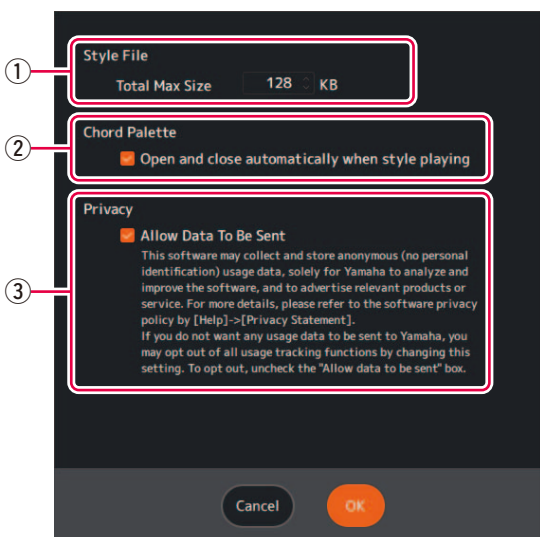 ① Style File
Total Max Size 128 KB
② Chord Palette
Open and close automatically when style playing
Privacy
Allow Data To Be Sent
This software may collect and store anonymous (no personal
identification) usage data, solely for Yamaha to analyze and
improve the software, and to advertise relevant products or
③ service. For more details, please refer to the software privacy
policy by [Help]->[Privacy Statement].
If you do not want any usage data to be sent to Yamaha, you
may opt out of all usage tracking functions by changing this
setting. To opt out, uncheck the "Allow data to be sent" box.
Cancel OK